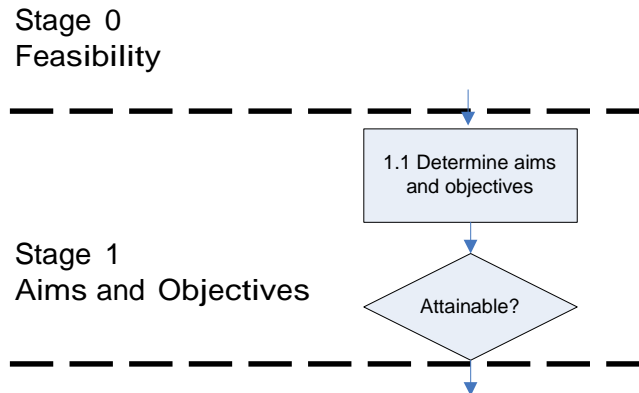 Stage 0
Feasibility
1.1 Determine aims
and objectives
Stage 1
Aims and Objectives
Attainable?